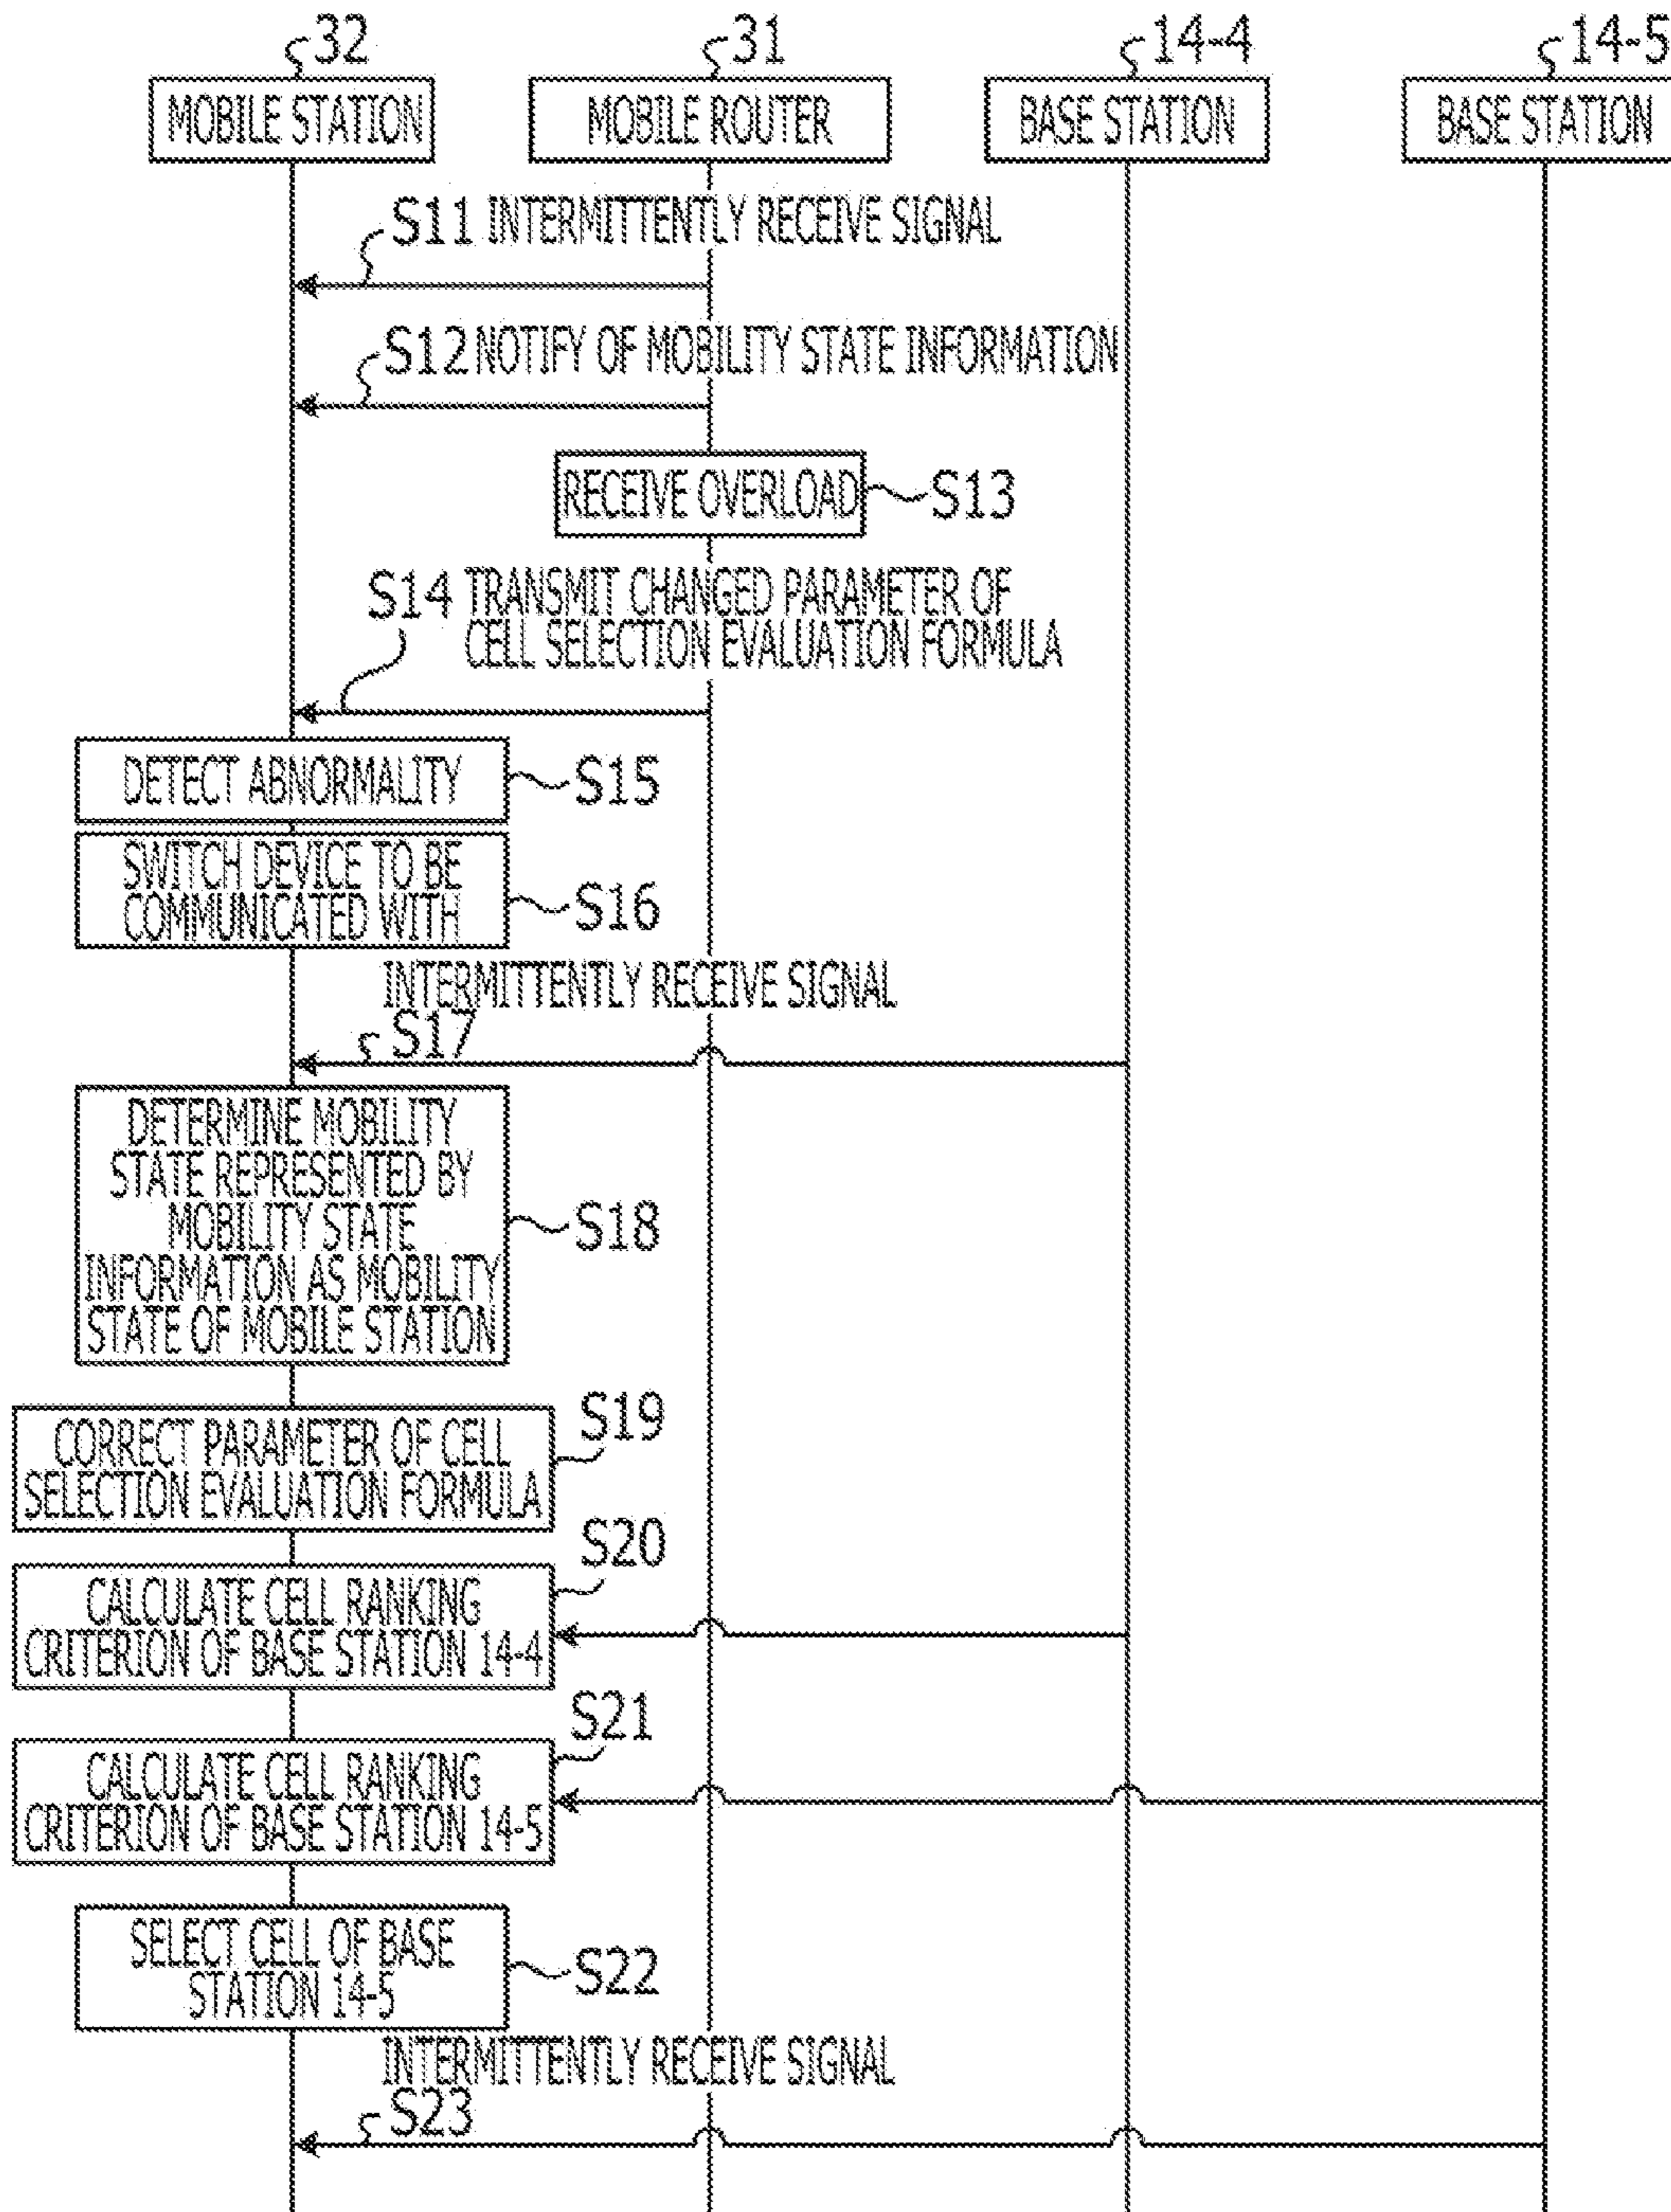 32
31
14-4
14-5
MOBILE STATION
MOBILE ROUTER
BASE STATION
BASE STATION
S11 INTERMITTENTLY RECEIVE SIGNAL
S12 NOTIFY OF MOBILITY STATE INFORMATION
RECEIVE OVERLOAD
S13
S14 TRANSMIT CHANGED PARAMETER OF
CELL SELECTION EVALUATION FORMULA
DETECT ABNORMALITY
S15
SWITCH DEVICE TO BE
COMMUNICATED WITH
S16
INTERMITTENTLY RECEIVE SIGNAL
S17
DETERMINE MOBILITY
STATE REPRESENTED BY
MOBILITY STATE
INFORMATION AS MOBILITY
STATE OF MOBILE STATION
S18
CORRECT PARAMETER OF CELL
SELECTION EVALUATION FORMULA
S19
CALCULATE CELL RANKING
CRITERION OF BASE STATION 14-4
S20
CALCULATE CELL RANKING
CRITERION OF BASE STATION 14-5
S21
SELECT CELL OF BASE
STATION 14-5
S22
INTERMITTENTLY RECEIVE SIGNAL
S23